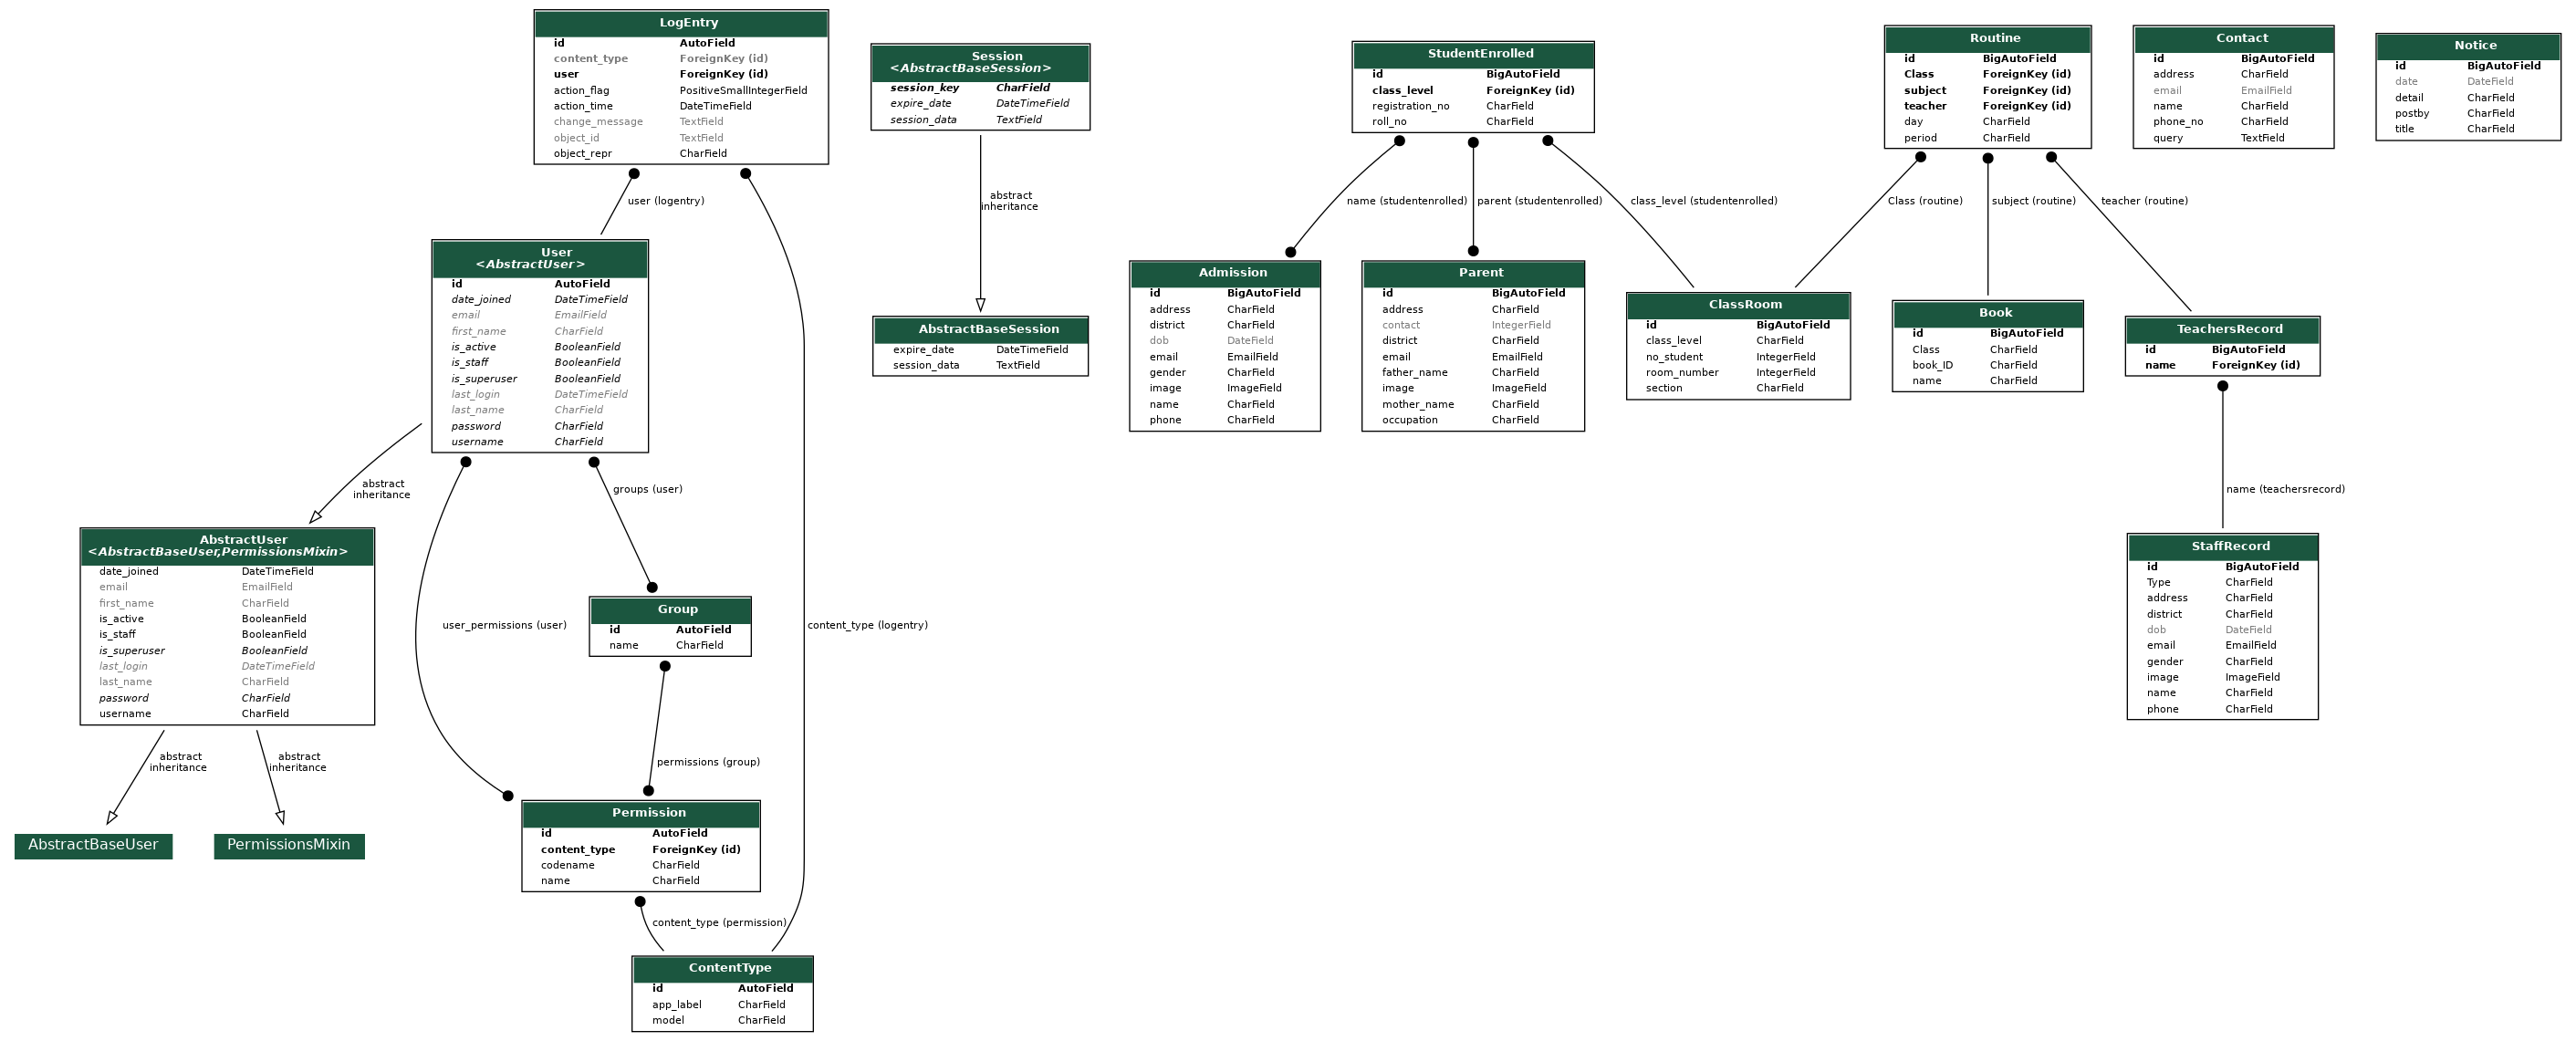 LogEntry
id AutoField
content_type ForeignKey (id)
user ForeignKey (id)
action_flag PositiveSmallIntegerField
action_time DateTimeField
change_message TextField
object_id TextField
object_repr CharField
Session
<AbstractBaseSession>
session_key CharField
expire_date DateTimeField
session_data TextField
StudentEnrolled
id BigAutoField
class_level ForeignKey (id)
registration_no CharField
roll_no CharField
Routine
id BigAutoField
Class ForeignKey (id)
subject ForeignKey (id)
teacher ForeignKey (id)
day CharField
period CharField
Contact
id BigAutoField
address CharField
email EmailField
name CharField
phone_no CharField
query TextField
Notice
id BigAutoField
date DateField
detail CharField
postby CharField
title CharField
user (logentry)
abstract
inheritance
name (studentenrolled)
parent (studentenrolled)
class_level (studentenrolled)
Class (routine)
subject (routine)
teacher (routine)
User
<AbstractUser>
id AutoField
date_joined DateTimeField
email EmailField
first_name CharField
is_active BooleanField
is_staff BooleanField
is_superuser BooleanField
last_login DateTimeField
last_name CharField
password CharField
username CharField
AbstractBaseSession
expire_date DateTimeField
session_data TextField
Admission
id BigAutoField
address CharField
district CharField
dob DateField
email EmailField
gender CharField
image ImageField
name CharField
phone CharField
Parent
id BigAutoField
address CharField
contact IntegerField
district CharField
email EmailField
father_name CharField
image ImageField
mother_name CharField
occupation CharField
ClassRoom
id BigAutoField
class_level CharField
no_student IntegerField
room_number IntegerField
section CharField
Book
id BigAutoField
Class CharField
book_ID CharField
name CharField
TeachersRecord
id BigAutoField
name ForeignKey (id)
abstract
inheritance
groups (user)
name (teachersrecord)
AbstractUser
<AbstractBaseUser,PermissionsMixin>
date_joined DateTimeField
email EmailField
first_name CharField
is_active BooleanField
is_staff BooleanField
is_superuser BooleanField
last_login DateTimeField
last_name CharField
password CharField
username CharField
user_permissions (user)
Group
id AutoField
name CharField
content_type (logentry)
StaffRecord
id BigAutoField
Type CharField
address CharField
district CharField
dob DateField
email EmailField
gender CharField
image ImageField
name CharField
phone CharField
abstract
inheritance
abstract
inheritance
permissions (group)
AbstractBaseUser
PermissionsMixin
Permission
id AutoField
content_type ForeignKey (id)
codename CharField
name CharField
content_type (permission)
ContentType
id AutoField
app_label CharField
model CharField